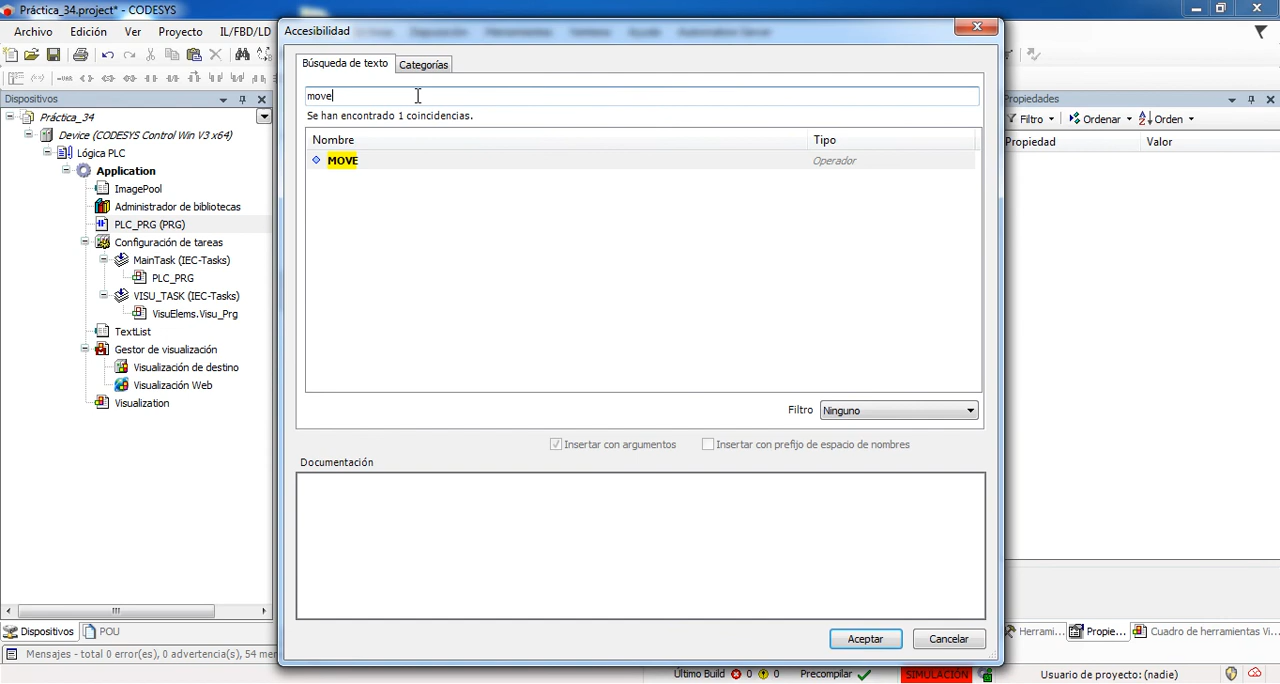 Práctica_34.project* - CODESYS
Archivo Edición Ver Proyecto IL/FBD/LD
Dispositivos
Práctica_34
Device (CODESYS Control Win V3 x64)
Lógica PLC
Application
ImagePool
Administrador de bibliotecas
PLC_PRG (PRG)
Configuración de tareas
MainTask (IEC-Tasks)
PLC_PRG
VISU_TASK (IEC-Tasks)
VisuElems.Visu_Prg
TextList
Gestor de visualización
Visualización de destino
Visualización Web
Visualization
Dispositivos POU
Mensajes - total 0 error(es), 0 advertencia(s), 54 men
Accesibilidad
Búsqueda de texto Categorías
move
Se han encontrado 1 coincidencias.
Nombre Tipo
MOVE Operador
Filtro Ninguno
Insertar con argumentos Insertar con prefijo de espacio de nombres
Documentación
Aceptar Cancelar
Propiedades
Filtro Ordenar Orden
Propiedad Valor
Herrami... Propie... Cuadro de herramientas Vi...
Último Build 0 0 Precompilar SIMULACIÓN Usuario de proyecto: (nadie)